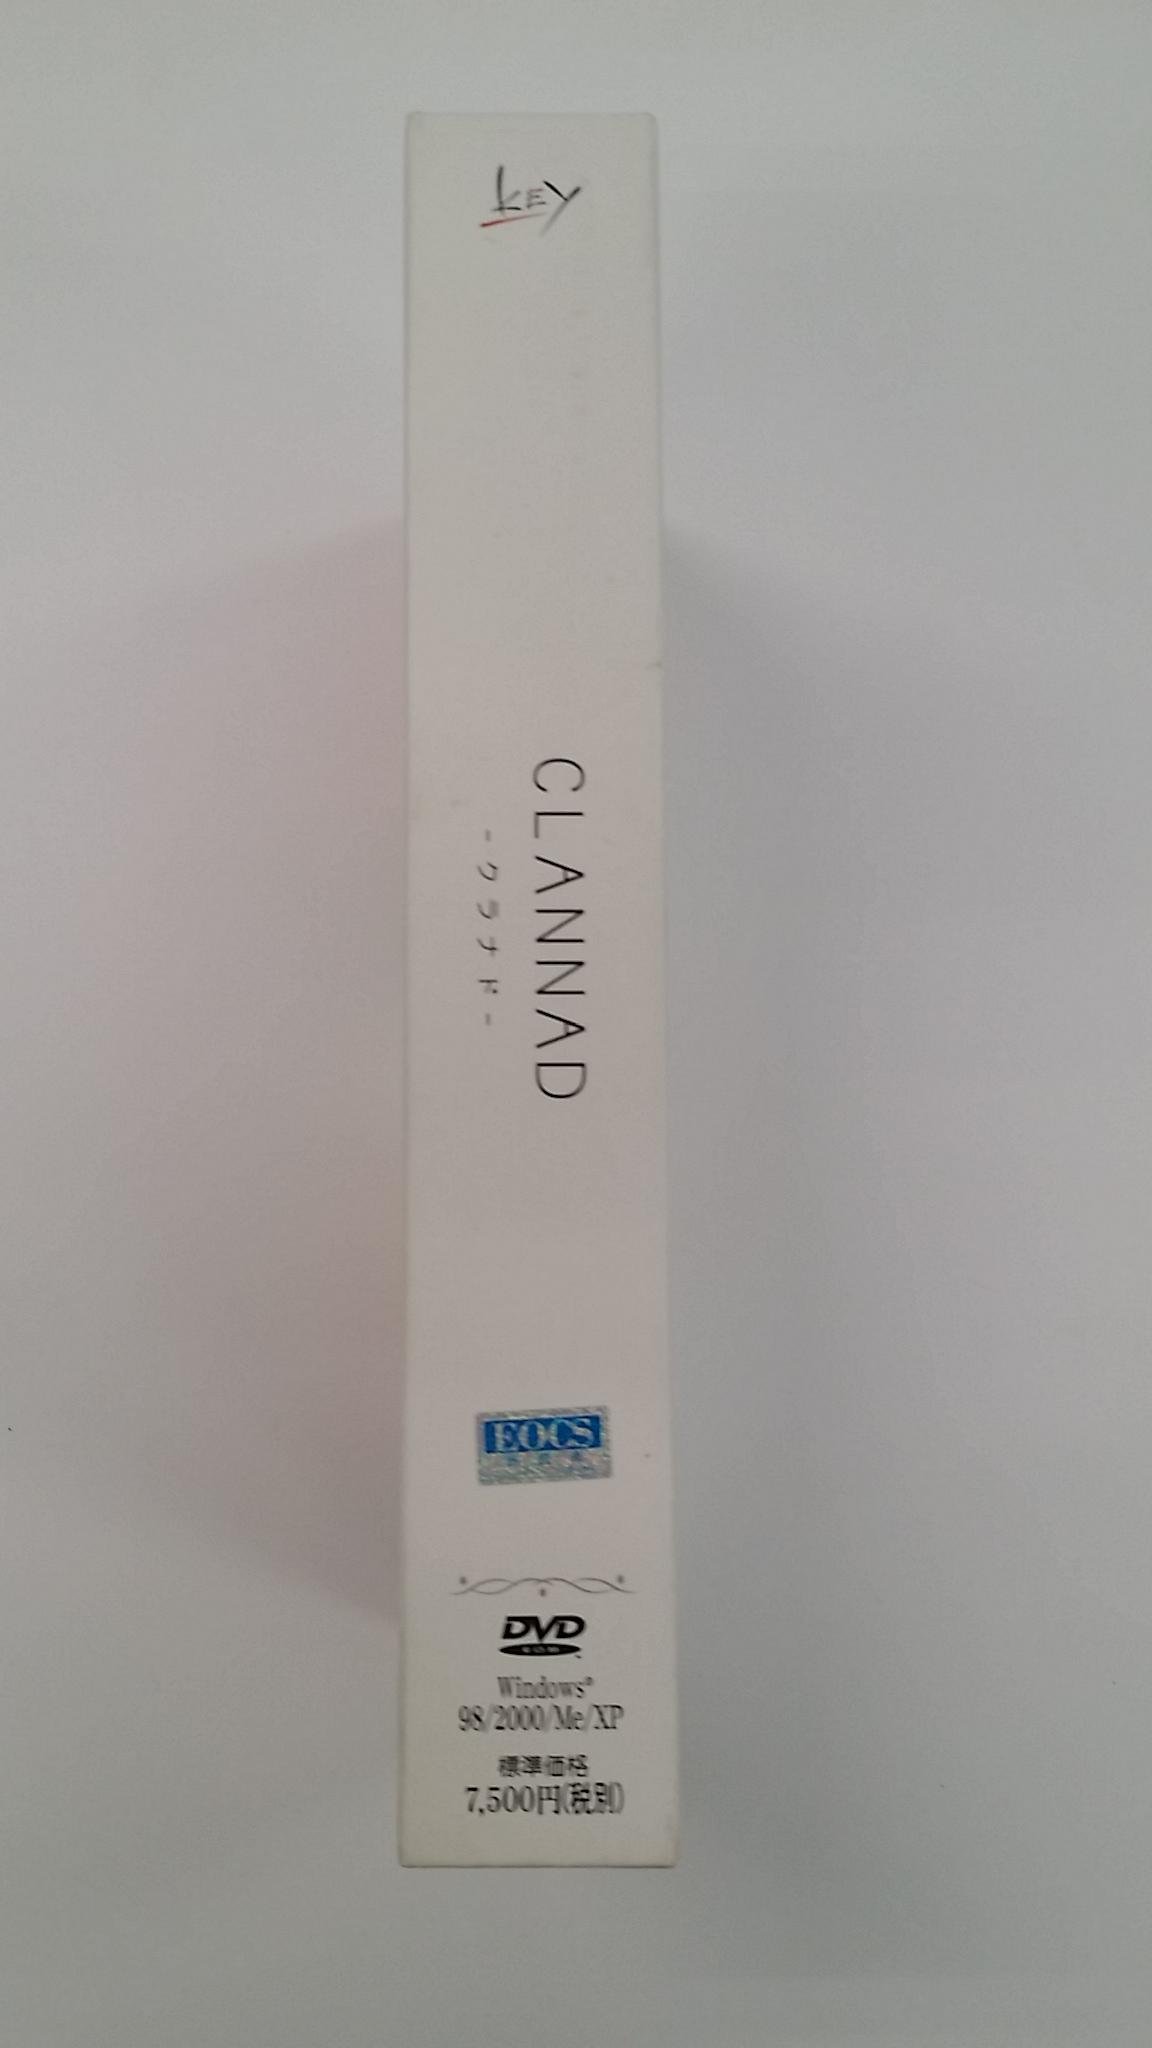 KEY
CLANNAD
-クラナド-
EOCS
DVD
ROM
Windows®
98/2000/Me/XP
標準価格
7,500円(税別)